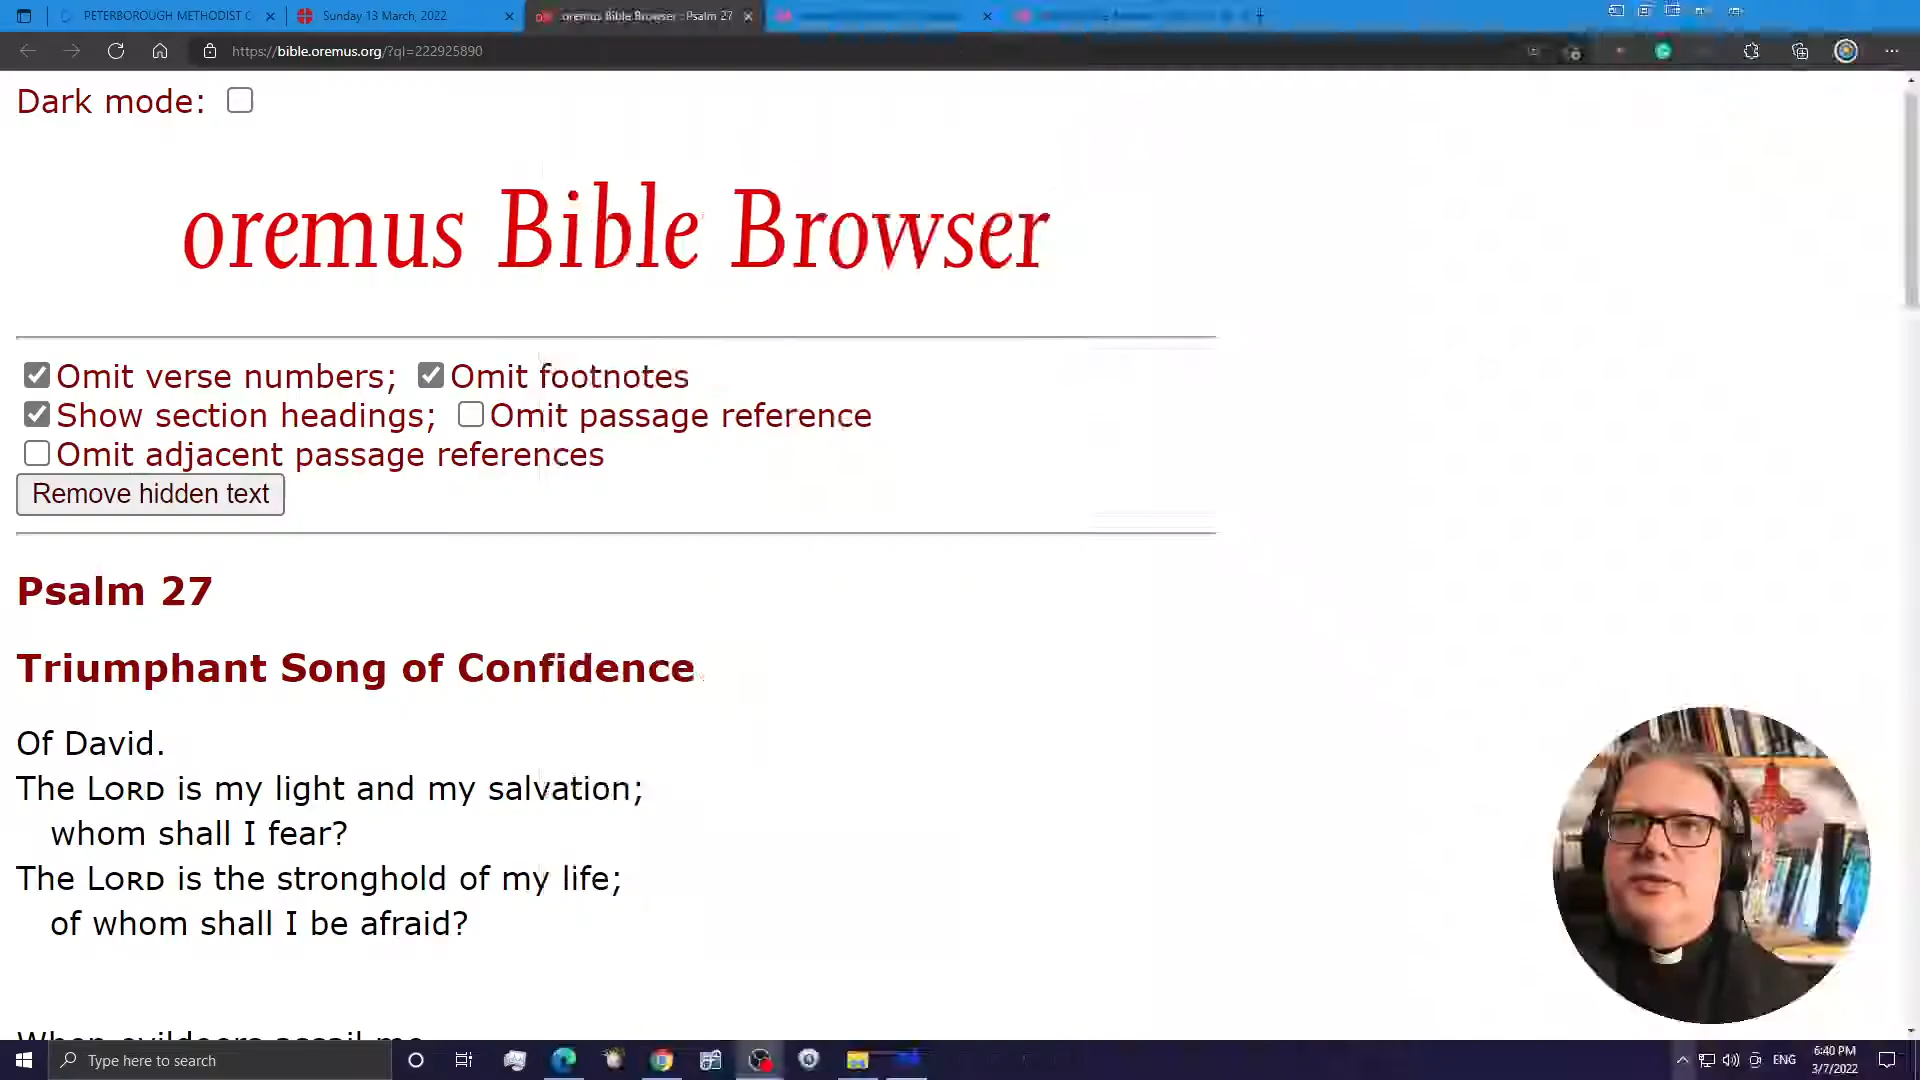 PETERBOROUGH METHODIST C
Sunday 13 March, 2022
oremus Bible Browser : Psalm 27
https://bible.oremus.org/?ql=222925890
Dark mode:
oremus Bible Browser
Omit verse numbers; Omit footnotes
Show section headings; Omit passage reference
Omit adjacent passage references
Remove hidden text
Psalm 27
Triumphant Song of Confidence
Of David.
The LORD is my light and my salvation;
whom shall I fear?
The LORD is the stronghold of my life;
of whom shall I be afraid?
When evildoers assail me
Type here to search
ENG
6:40 PM
3/7/2022